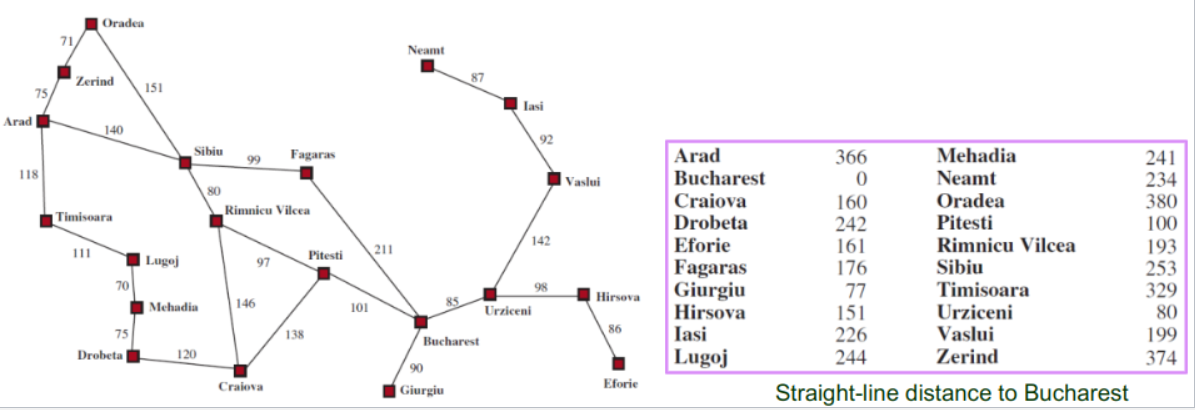 Oradea
71
Neamt
Zerind
87
75
151
Iasi
Arad
140
92
Sibiu
99
Fagaras
118
Vaslui
80
Timisoara
Rimnicu Vilcea
111
211
142
Lugoj
97
Pitesti
70
98
Hirsova
146
101
85
Urziceni
Mehadia
86
75
138
Bucharest
Drobeta
120
90
Craiova
Giurgiu
Eforie
Arad 366 Mehadia 241
Bucharest 0 Neamt 234
Craiova 160 Oradea 380
Drobeta 242 Pitesti 100
Eforie 161 Rimnicu Vilcea 193
Fagaras 176 Sibiu 253
Giurgiu 77 Timisoara 329
Hirsova 151 Urziceni 80
Iasi 226 Vaslui 199
Lugoj 244 Zerind 374
Straight-line distance to Bucharest